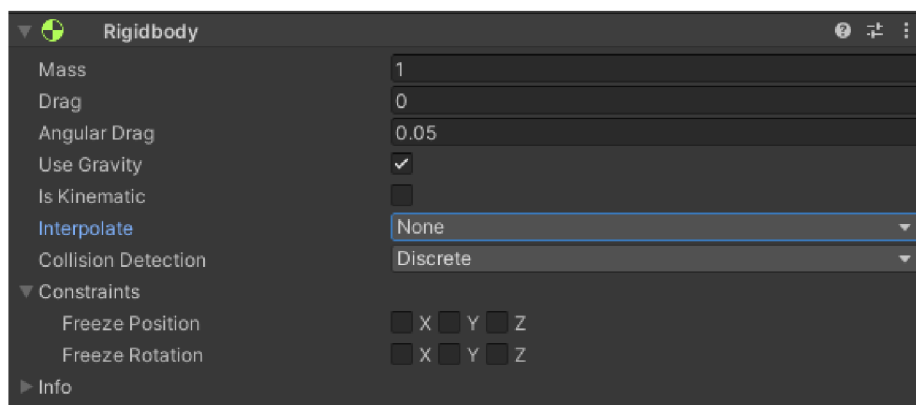 Rigidbody
Mass 1
Drag 0
Angular Drag 0.05
Use Gravity
Is Kinematic
Interpolate None
Collision Detection Discrete
Constraints
Freeze Position X Y Z
Freeze Rotation X Y Z
Info